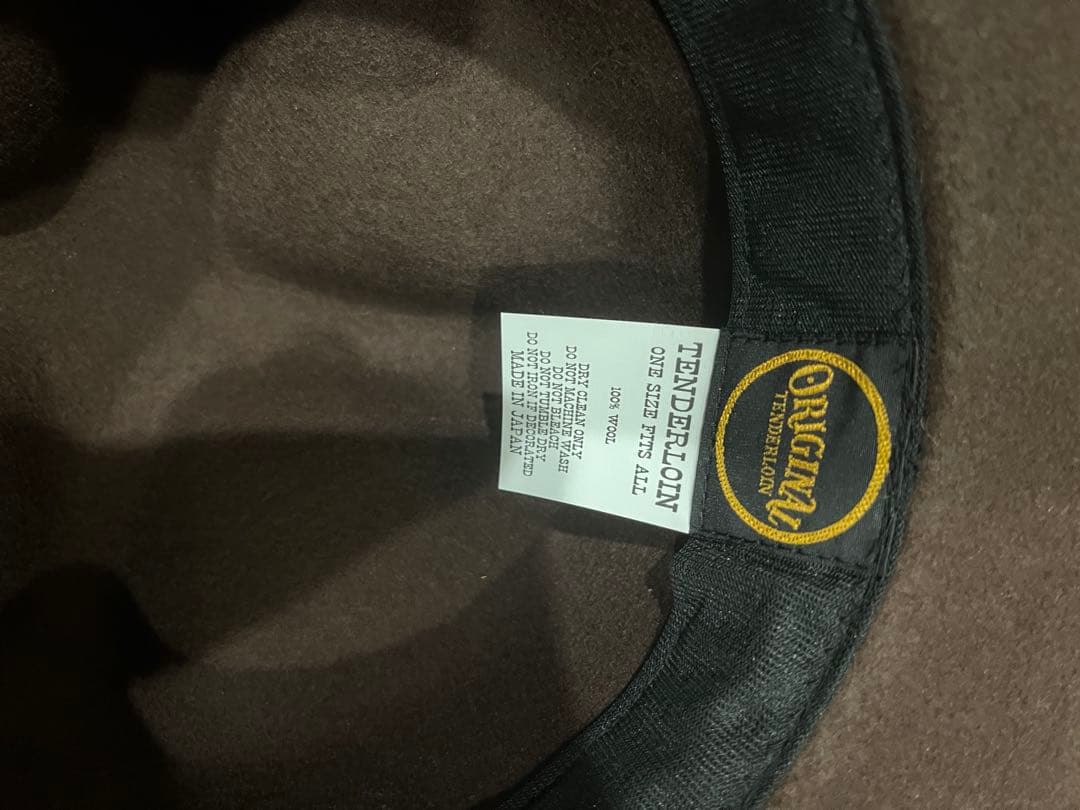 TENDERLOIN
ONE SIZE FITS ALL
100% WOOL
DRY CLEAN ONLY
DO NOT MACHINE WASH
DO NOT BLEACH
DO NOT TUMBLE DRY
DO NOT IRON IF DECORATED
MADE IN JAPAN
ORIGINAL
TENDERLOIN